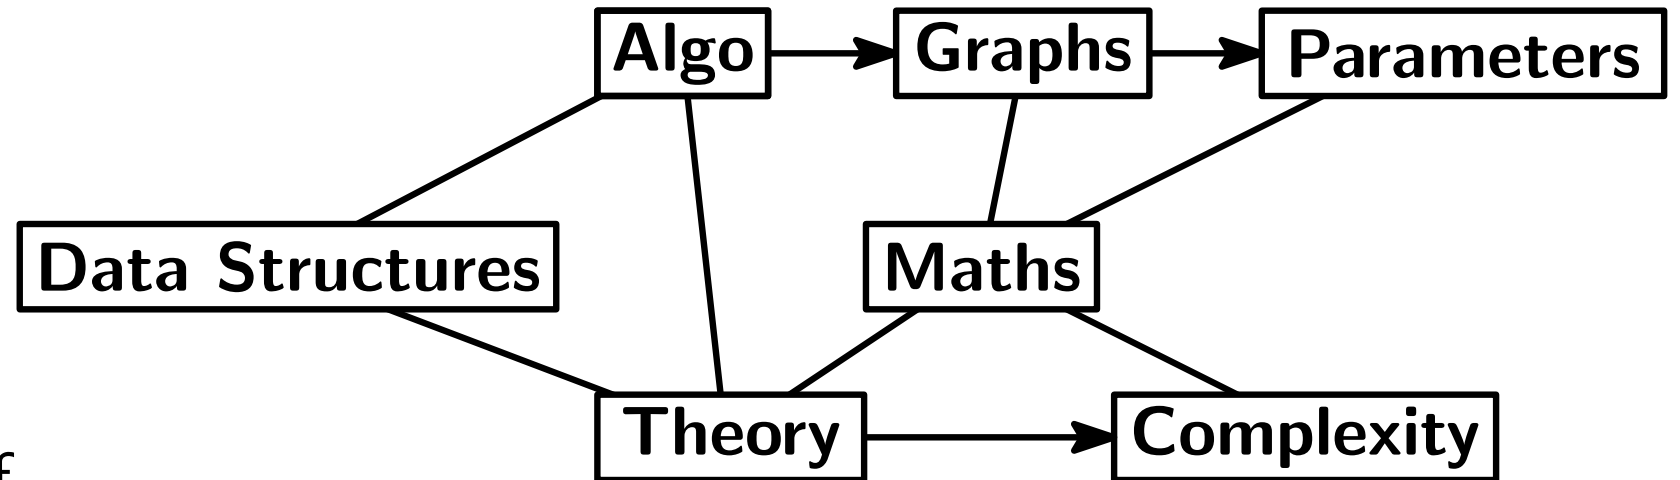 Algo
Graphs
Parameters
Data Structures
Maths
Theory
Complexity
f